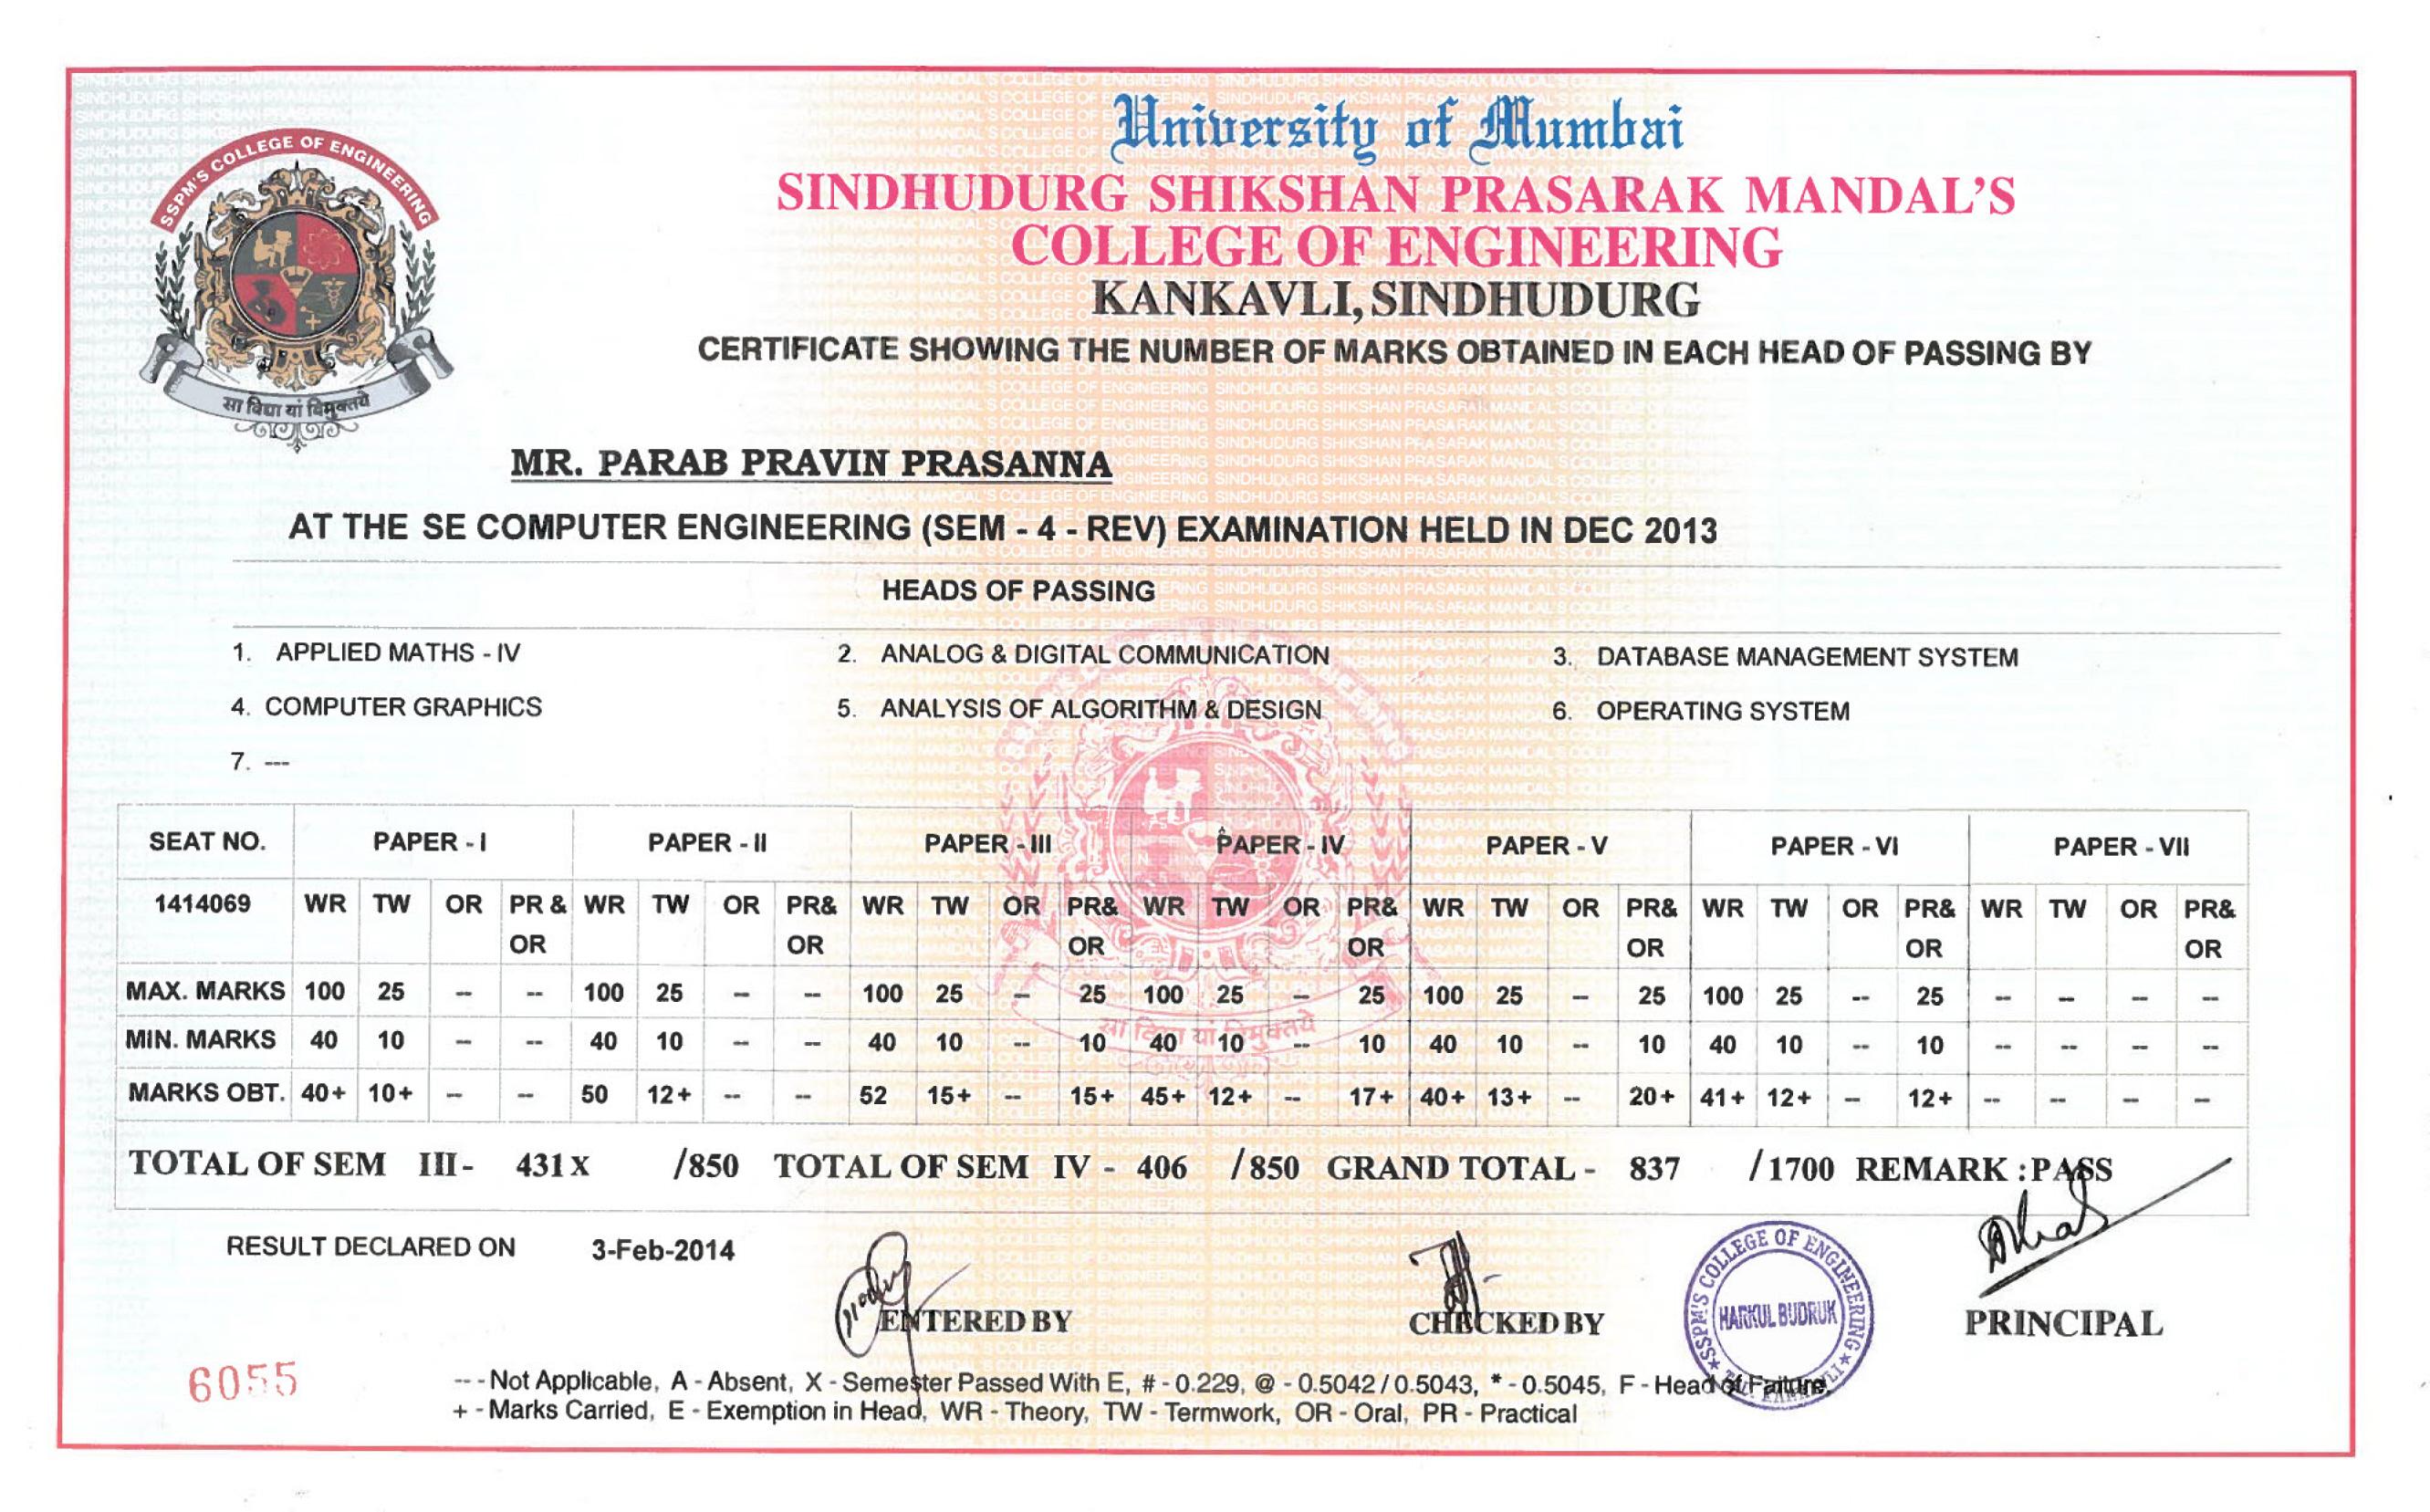 University of Mumbai
SINDHUDURG SHIKSHAN PRASARAK MANDAL'S
COLLEGE OF ENGINEERING
KANKAVLI, SINDHUDURG
CERTIFICATE SHOWING THE NUMBER OF MARKS OBTAINED IN EACH HEAD OF PASSING BY
SSPM'S COLLEGE OF ENGINEERING
सा विद्या या विमुक्तये
MR. PARAB PRAVIN PRASANNA
AT THE SE COMPUTER ENGINEERING (SEM - 4 - REV) EXAMINATION HELD IN DEC 2013
HEADS OF PASSING
1. APPLIED MATHS - IV 2. ANALOG & DIGITAL COMMUNICATION 3. DATABASE MANAGEMENT SYSTEM
4. COMPUTER GRAPHICS 5. ANALYSIS OF ALGORITHM & DESIGN 6. OPERATING SYSTEM
7. ---
SEAT NO. PAPER - I PAPER - II PAPER - III PAPER - IV PAPER - V PAPER - VI PAPER - VII
1414069 WR TW OR PR & OR WR TW OR PR& OR WR TW OR PR& OR WR TW OR PR& OR WR TW OR PR& OR WR TW OR PR& OR WR TW OR PR& OR
MAX. MARKS 100 25 -- -- 100 25 -- -- 100 25 -- 25 100 25 -- 25 100 25 -- 25 100 25 -- 25 -- -- -- --
MIN. MARKS 40 10 -- -- 40 10 -- -- 40 10 -- 10 40 10 -- 10 40 10 -- 10 40 10 -- 10 -- -- -- --
MARKS OBT. 40+ 10+ -- -- 50 12+ -- -- 52 15+ -- 15+ 45+ 12+ -- 17+ 40+ 13+ -- 20+ 41+ 12+ -- 12+ -- -- -- --
TOTAL OF SEM III- 431X /850 TOTAL OF SEM IV - 406 /850 GRAND TOTAL - 837 /1700 REMARK :PASS
RESULT DECLARED ON 3-Feb-2014
ENTERED BY CHECKED BY PRINCIPAL
SSPM'S COLLEGE OF ENGINEERING
HARKUL BUDRUK
6055
-- - Not Applicable, A - Absent, X - Semester Passed With E, # - 0.229, @ - 0.5042 / 0.5043, * - 0.5045, F - Head of Failure,
+ - Marks Carried, E - Exemption in Head, WR - Theory, TW - Termwork, OR - Oral, PR - Practical